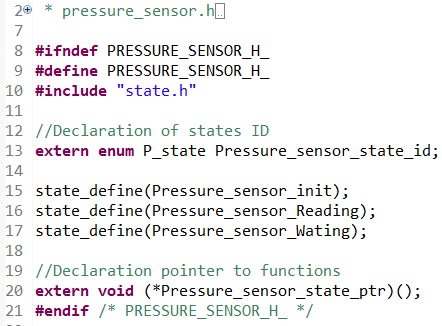 2 * pressure_sensor.h
7
8 #ifndef PRESSURE_SENSOR_H_
9 #define PRESSURE_SENSOR_H_
10 #include "state.h"
11
12 //Declaration of states ID
13 extern enum P_state Pressure_sensor_state_id;
14
15 state_define(Pressure_sensor_init);
16 state_define(Pressure_sensor_Reading);
17 state_define(Pressure_sensor_Wating);
18
19 //Declaration pointer to functions
20 extern void (*Pressure_sensor_state_ptr)();
21 #endif /* PRESSURE_SENSOR_H_ */